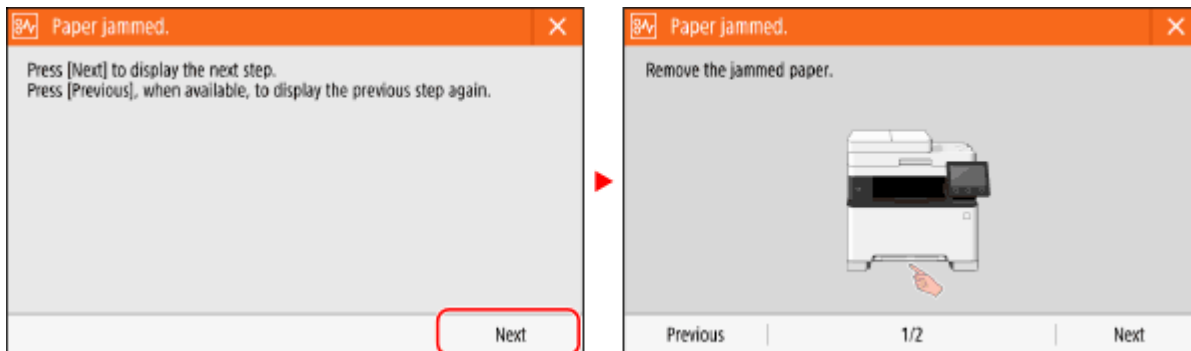 Paper jammed.
Press [Next] to display the next step.
Press [Previous], when available, to display the previous step again.
Next
Paper jammed.
Remove the jammed paper.
Previous 1/2 Next